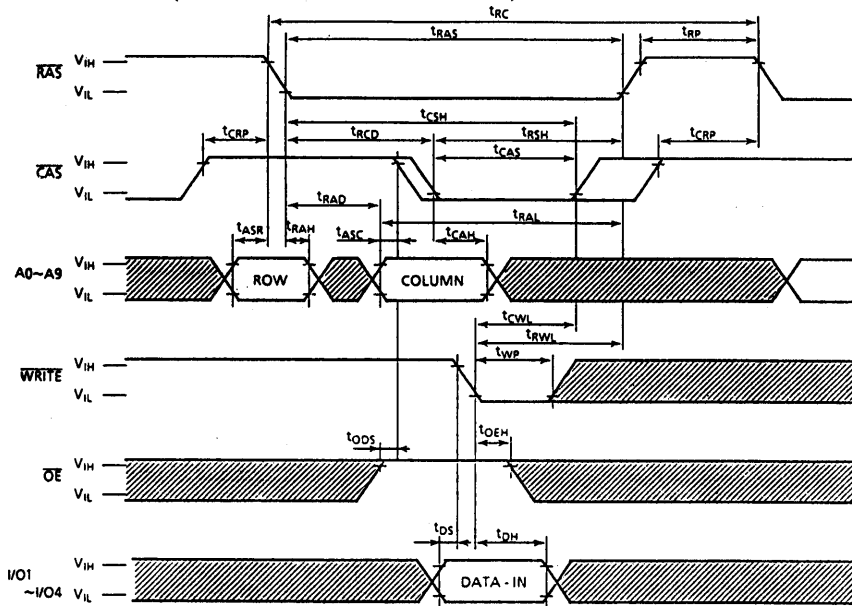 tRC
tRAS
tRP
RAS
VIH
VIL
tCSH
tCRP
tRCD
tRSH
tCRP
tCAS
CAS
VIH
VIL
tRAD
tRAL
tASR
tRAH
tASC
tCAH
A0~A9
VIH
VIL
ROW
COLUMN
tCWL
tRWL
tWP
WRITE
VIH
VIL
tODS
tOEH
OE
VIH
VIL
tDS
tDH
I/O1
~I/O4
VIH
VIL
DATA - IN